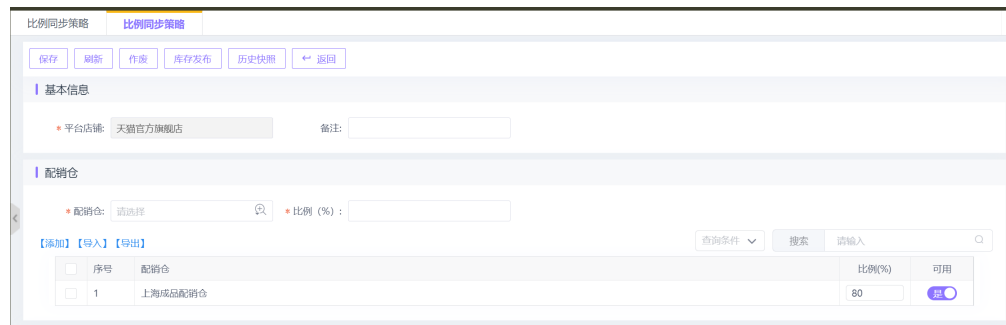 比例同步策略 比例同步策略
保存 刷新 作废 库存发布 历史快照 返回
基本信息
* 平台店铺: 天猫官方旗舰店 备注:
配销仓
* 配销仓: 请选择 * 比例（%）:
【添加】【导入】【导出】 查询条件 搜索 请输入
序号 配销仓 比例(%) 可用
1 上海成品配销仓 80 是